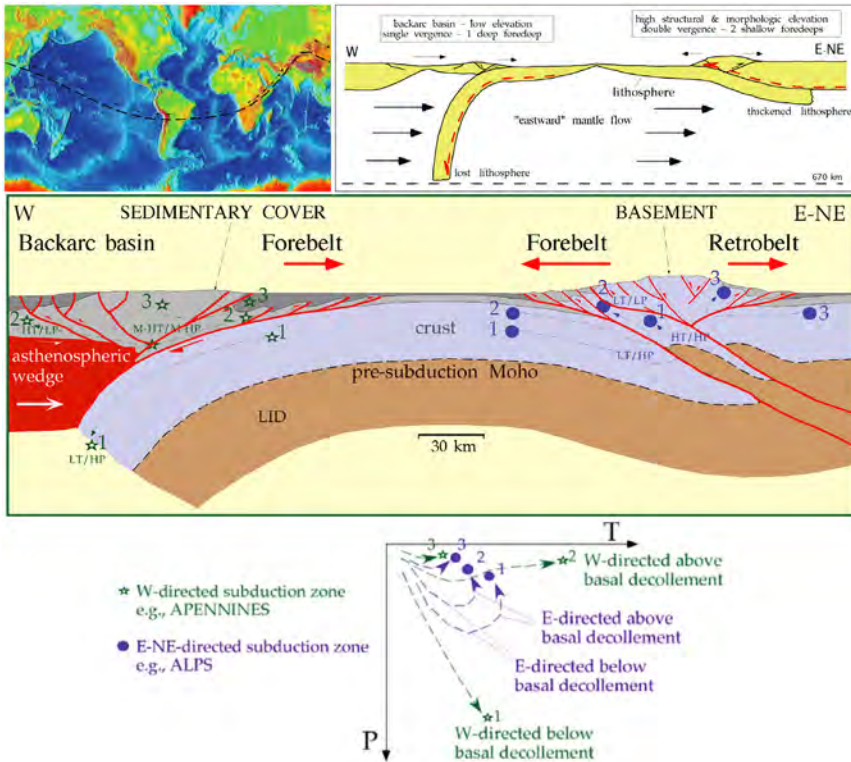 backarc basin - low elevation
single vergence - 1 deep foredeep
high structural & morphologic elevation
double vergence - 2 shallow foredeeps
W
E-NE
lithosphere
thickened lithosphere
"eastward" mantle flow
lost lithosphere
670 km
W
SEDIMENTARY COVER
BASEMENT
E-NE
Backarc basin
Forebelt
Forebelt
Retrobelt
3
3
2
2
HT/LP
M-HT/M-HP
1
2
LT/LP
3
1
HT/HP
2
1
3
asthenospheric
wedge
crust
LT/HP
pre-subduction Moho
LID
1
LT/HP
30 km
T
3
3
2
1
2
W-directed above
basal decollement
W-directed subduction zone
e.g., APENNINES
E-directed above
basal decollement
E-NE-directed subduction zone
e.g., ALPS
E-directed below
basal decollement
1
W-directed below
basal decollement
P